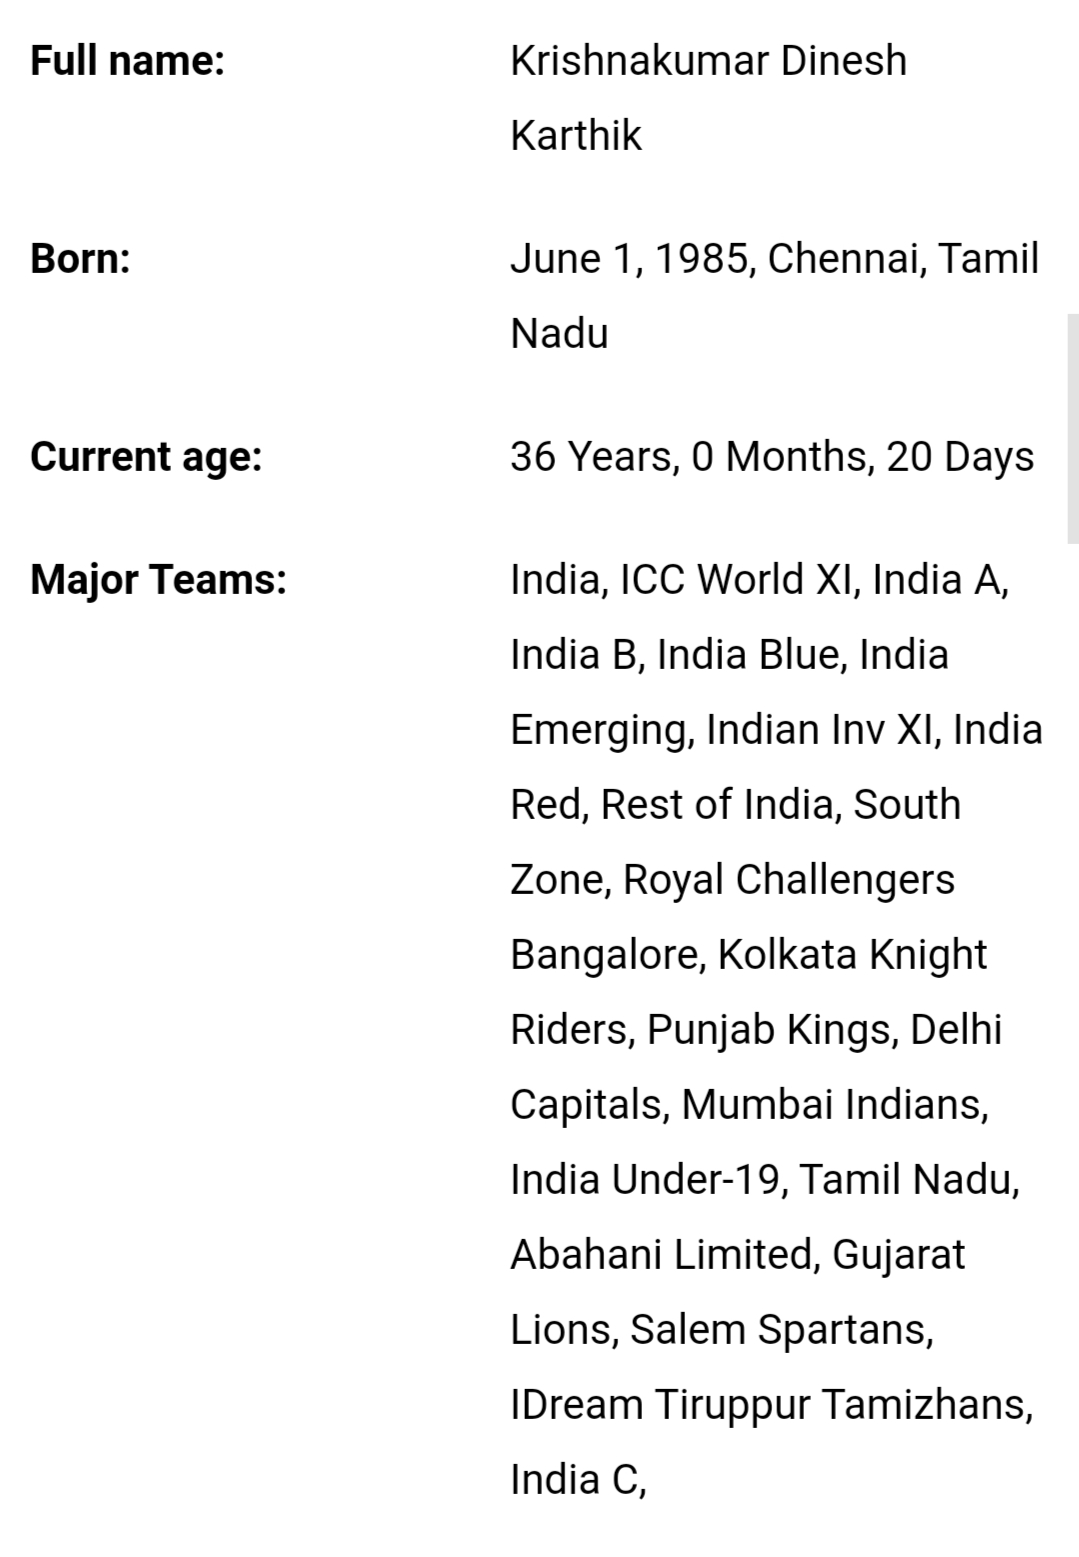 Full name: Krishnakumar Dinesh
Karthik
Born: June 1, 1985, Chennai, Tamil
Nadu
Current age: 36 Years, 0 Months, 20 Days
Major Teams: India, ICC World XI, India A,
India B, India Blue, India
Emerging, Indian Inv XI, India
Red, Rest of India, South
Zone, Royal Challengers
Bangalore, Kolkata Knight
Riders, Punjab Kings, Delhi
Capitals, Mumbai Indians,
India Under-19, Tamil Nadu,
Abahani Limited, Gujarat
Lions, Salem Spartans,
IDream Tiruppur Tamizhans,
India C,